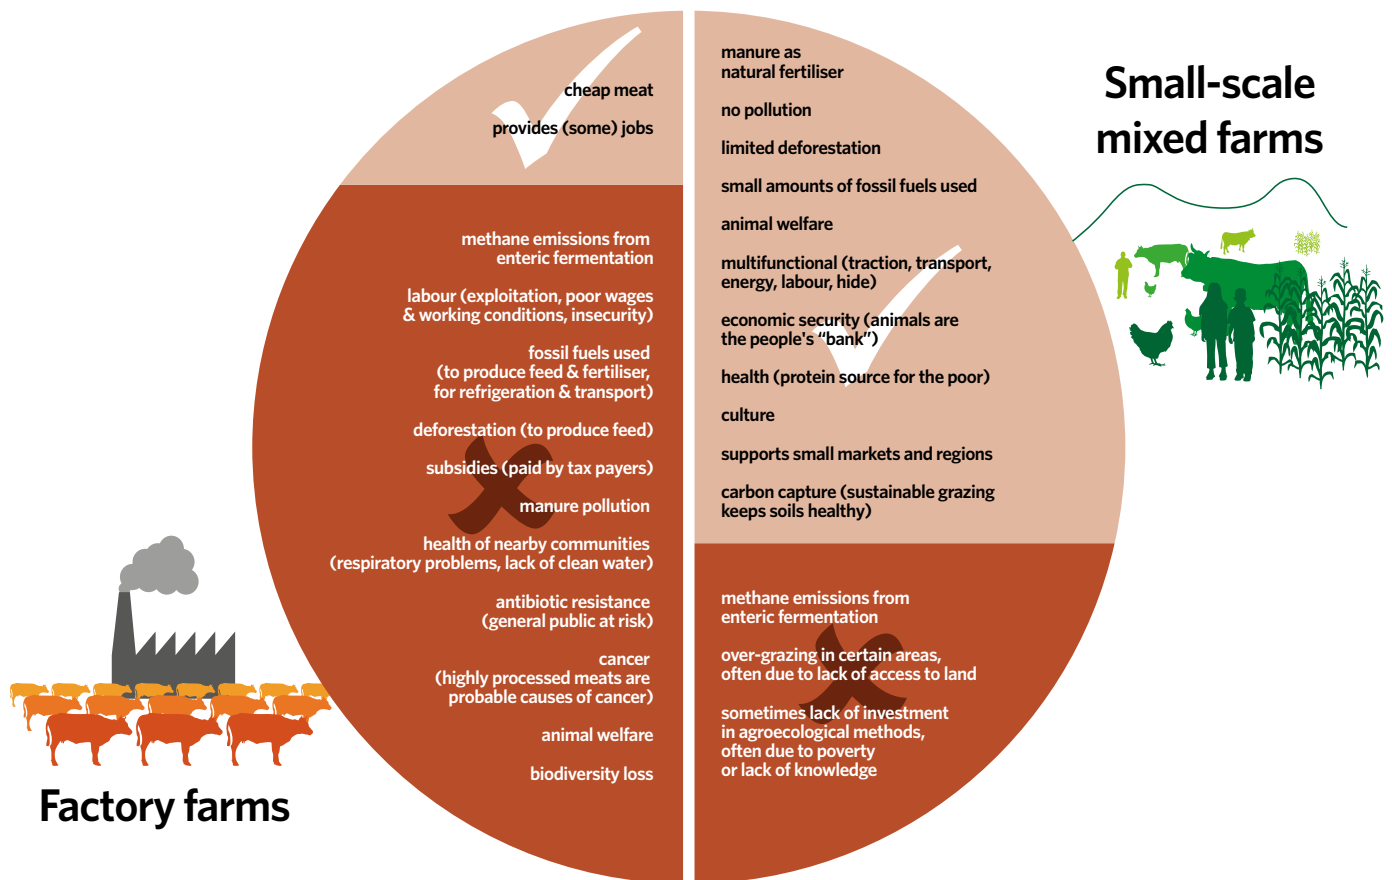 cheap meat
provides (some) jobs
methane emissions from
enteric fermentation
labour (exploitation, poor wages
& working conditions, insecurity)
fossil fuels used
(to produce feed & fertiliser,
for refrigeration & transport)
deforestation (to produce feed)
subsidies (paid by tax payers)
manure pollution
health of nearby communities
(respiratory problems, lack of clean water)
antibiotic resistance
(general public at risk)
cancer
(highly processed meats are
probable causes of cancer)
animal welfare
biodiversity loss
Factory farms
manure as
natural fertiliser
no pollution
limited deforestation
small amounts of fossil fuels used
animal welfare
multifunctional (traction, transport,
energy, labour, hide)
economic security (animals are
the people's “bank”)
health (protein source for the poor)
culture
supports small markets and regions
carbon capture (sustainable grazing
keeps soils healthy)
methane emissions from
enteric fermentation
over-grazing in certain areas,
often due to lack of access to land
sometimes lack of investment
in agroecological methods,
often due to poverty
or lack of knowledge
Small-scale
mixed farms